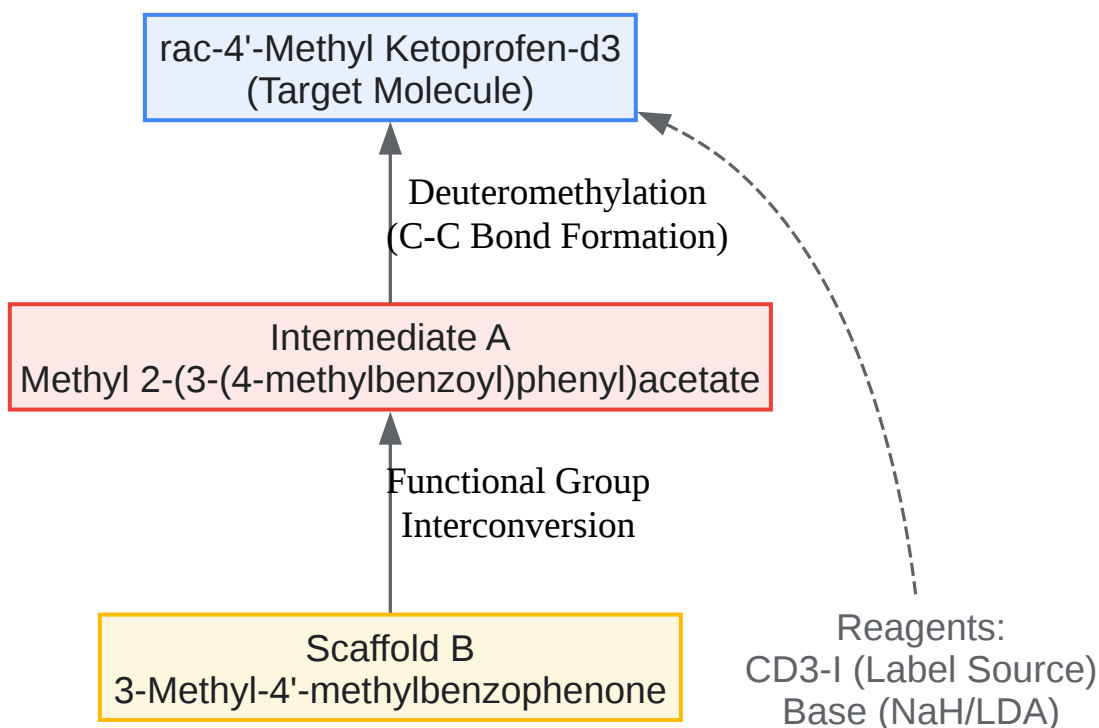 rac-4'-Methyl Ketoprofen-d3
(Target Molecule)
Deuteromethylation
(C-C Bond Formation)
Intermediate A
Methyl 2-(3-(4-methylbenzoyl)phenyl)acetate
Functional Group
Interconversion
Scaffold B
3-Methyl-4'-methylbenzophenone
Reagents:
CD3-I (Label Source)
Base (NaH/LDA)